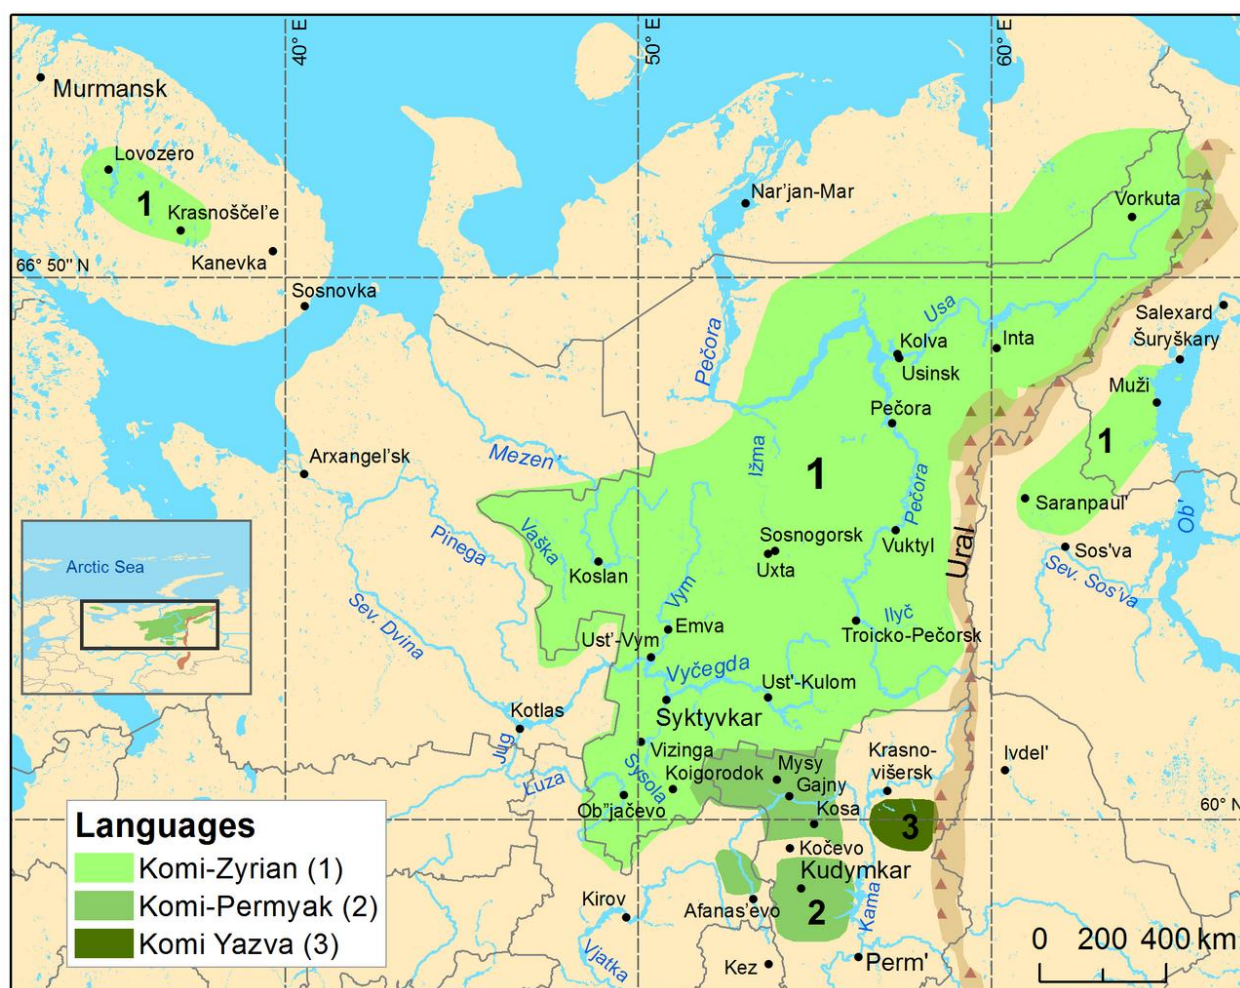 40° E
50° E
60° E
Murmansk
Lovozero
1
Krasnoščel'e
Kanevka
66° 50'' N
Sosnovka
Nar'jan-Mar
Vorkuta
Salexard
Šuryškary
Usa
Kolva
Usinsk
Inta
Muži
Pečora
Pečora
Mezen'
Ižma
1
1
Arxangel'sk
Pečora
Saranpaul'
Ob'
Pinega
Vaška
Koslan
Sosnogorsk
Uxta
Vuktyl
Ural
Sos'va
Sev. Sos'va
Arctic Sea
Sev. Dvina
Vym
Emva
Ust'-Vym
Ilyč
Troicko-Pečorsk
Vyčegda
Ust'-Kulom
Syktyvkar
Kotlas
Jug
Luza
Vizinga
Sysola
Koigorodok
Ob"jačevo
Mysy
Gajny
Kosa
Krasno-
višersk
Ivdel'
60° N
3
Kočevo
Kudymkar
2
Kama
Afanas'evo
Kirov
Vjatka
Kez
Perm'
Languages
Komi-Zyrian (1)
Komi-Permyak (2)
Komi Yazva (3)
0 200 400 km